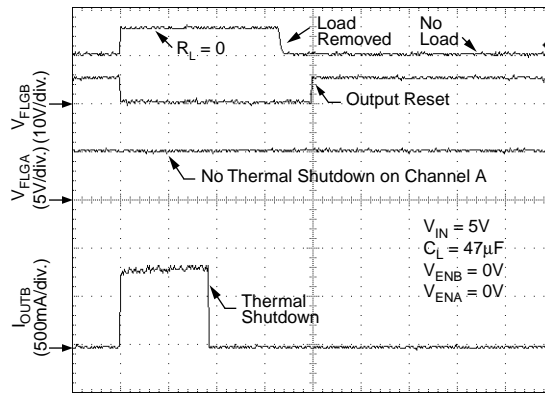 Load
Removed
No
Load
R_L = 0
V_FLGB
(10V/div.)
Output Reset
V_FLGA
(5V/div.)
No Thermal Shutdown on Channel A
V_IN = 5V
C_L = 47µF
V_ENB = 0V
V_ENA = 0V
I_OUTB
(500mA/div.)
Thermal
Shutdown